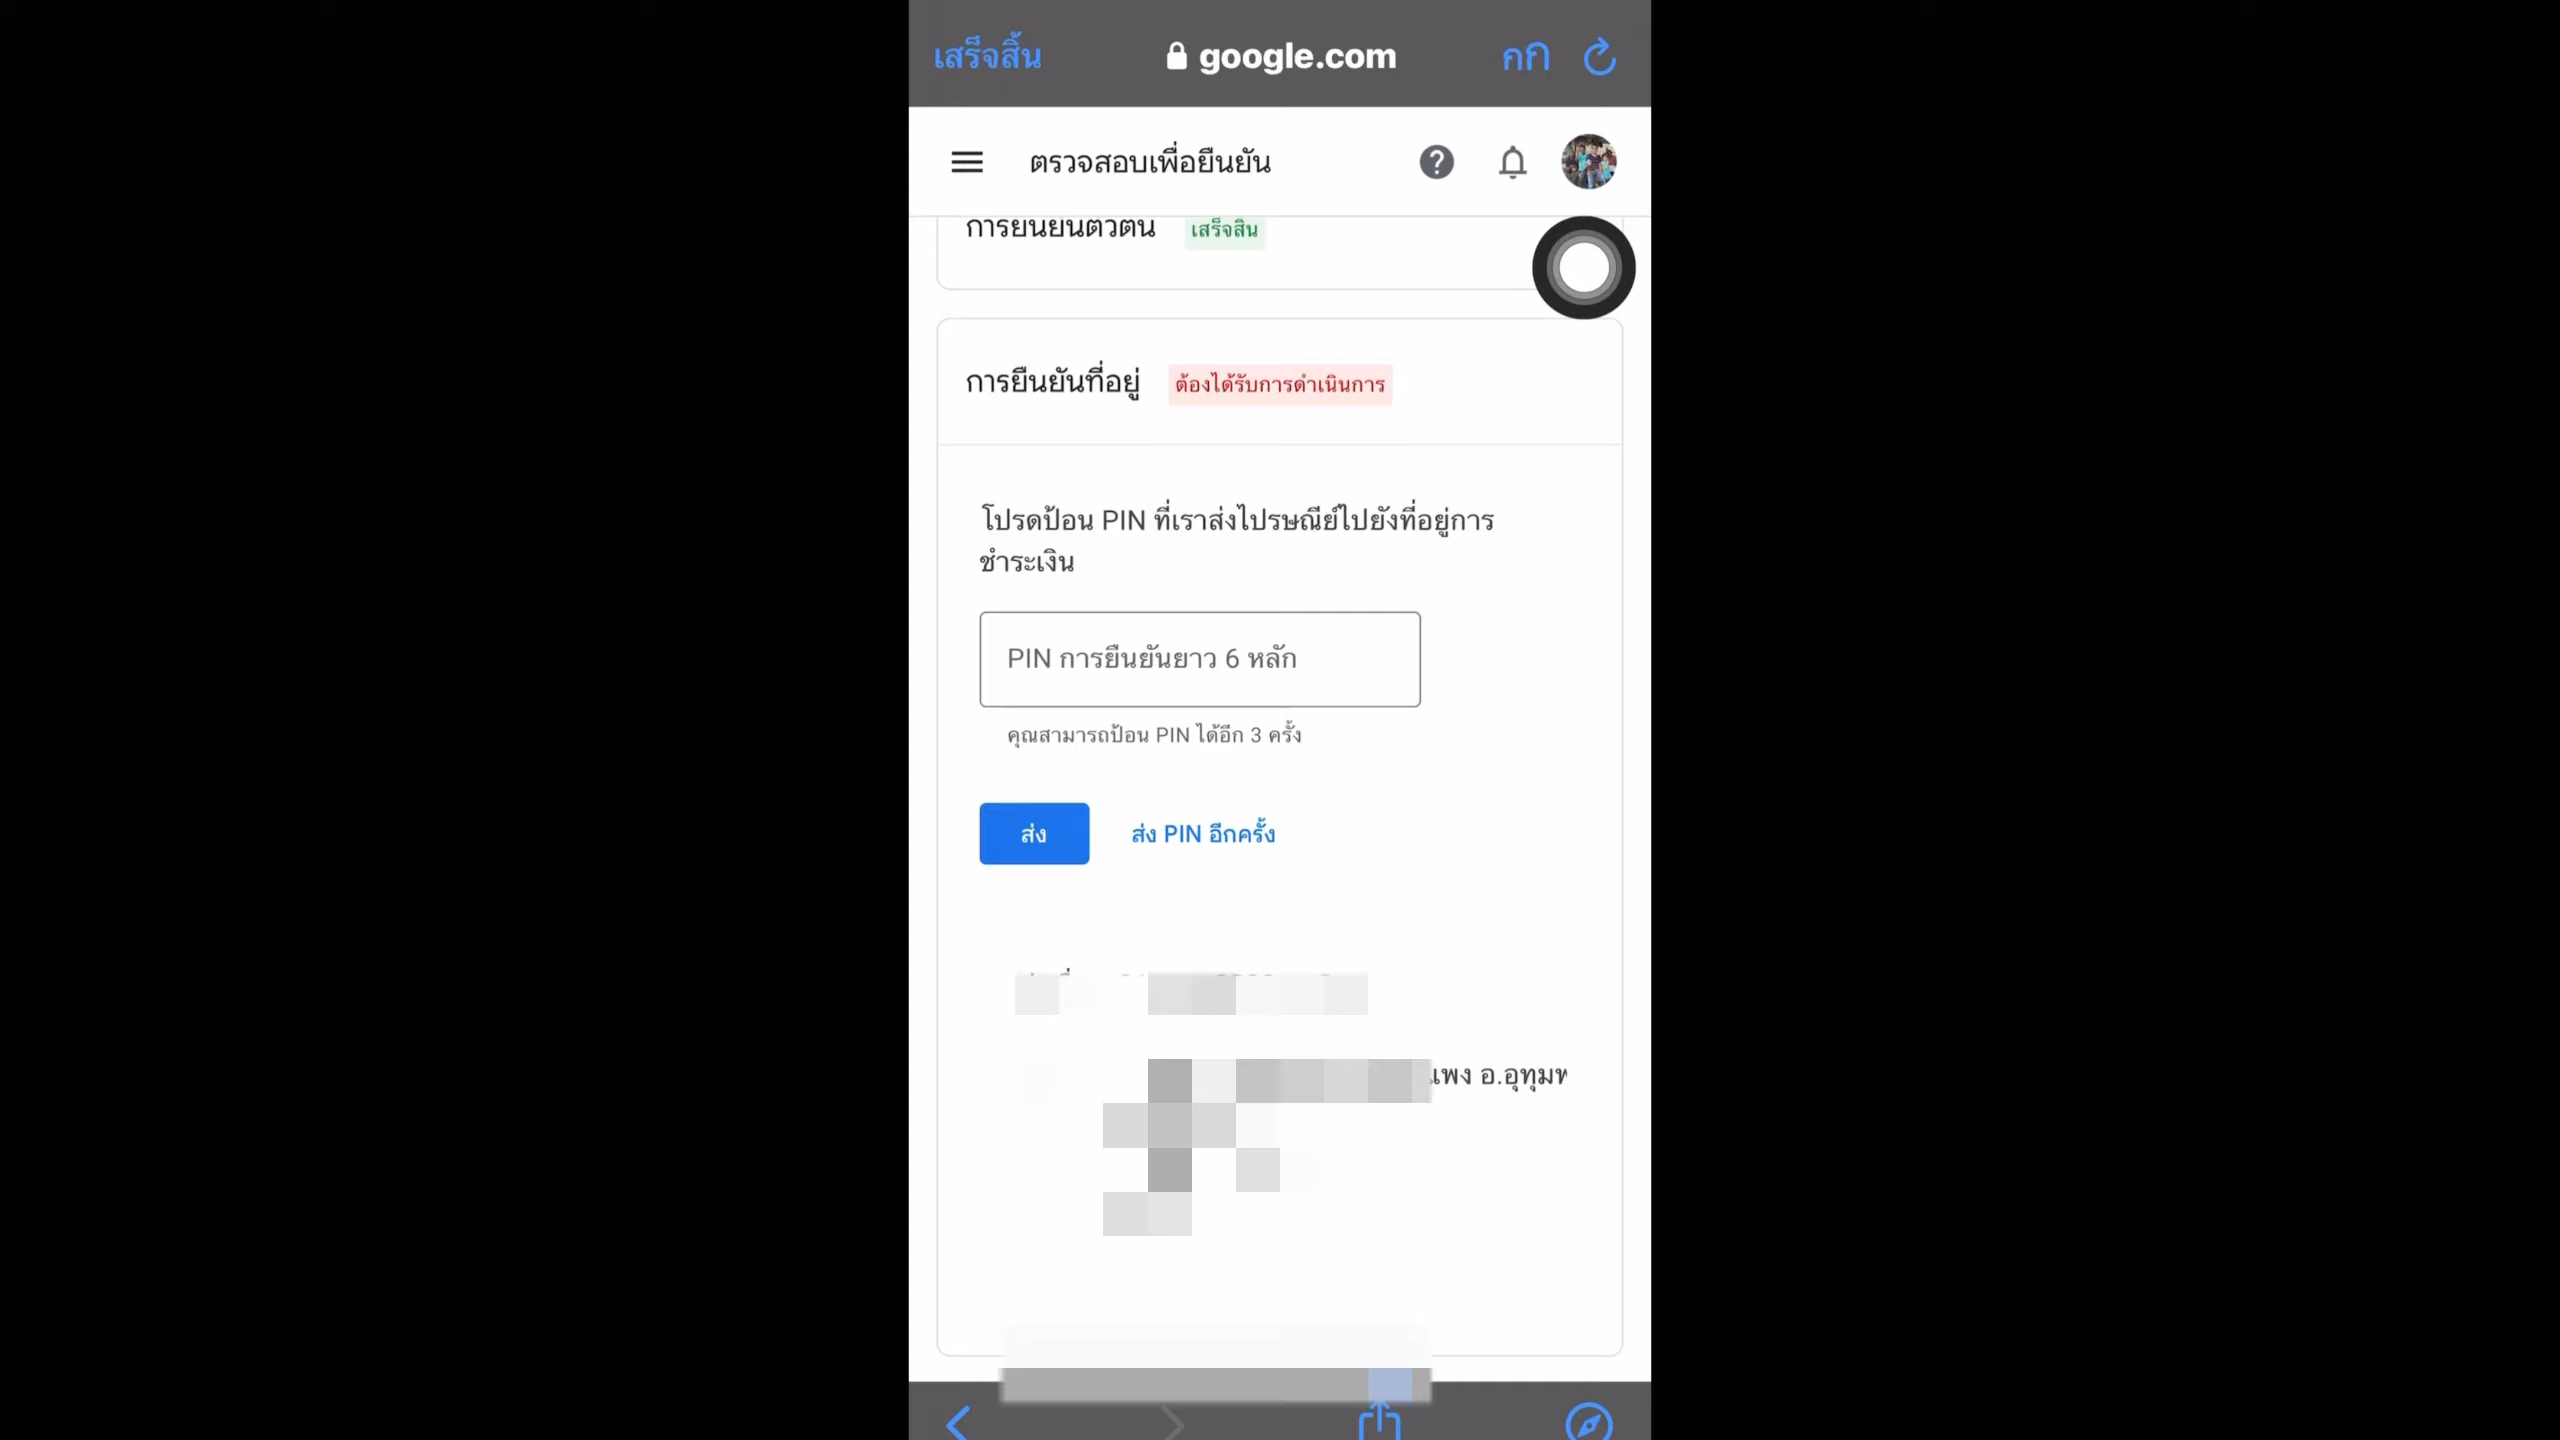 เสร็จสิ้น google.com กก
ตรวจสอบเพื่อยืนยัน
การยืนยันตัวตน เสร็จสิ้น
การยืนยันที่อยู่ ต้องได้รับการดำเนินการ
โปรดป้อน PIN ที่เราส่งไปรษณีย์ไปยังที่อยู่การ
ชำระเงิน
PIN การยืนยันยาว 6 หลัก
คุณสามารถป้อน PIN ได้อีก 3 ครั้ง
ส่ง ส่ง PIN อีกครั้ง
แพง อ.อุทุมพ